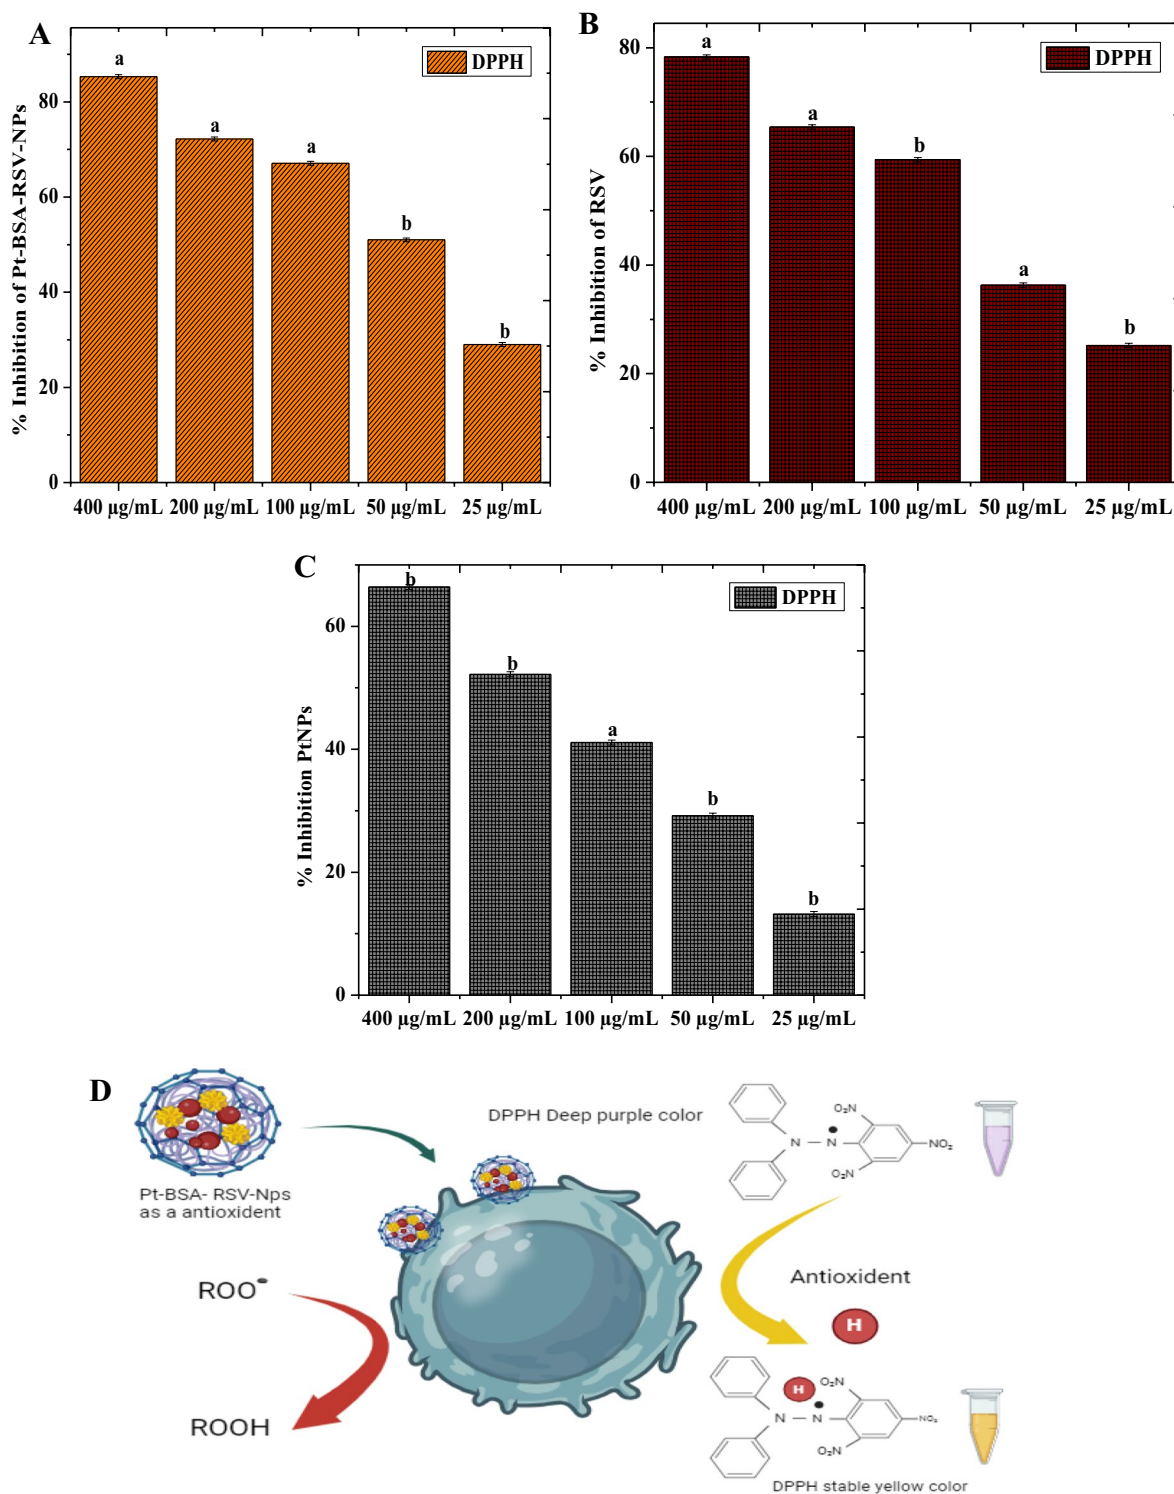 A
DPPH
% Inhibition of Pt-BSA-RSV-NPs
80
60
40
20
0
a
a
a
b
b
400 µg/mL 200 µg/mL 100 µg/mL 50 µg/mL 25 µg/mL
B
DPPH
% Inhibition of RSV
80
60
40
20
0
a
a
b
a
b
400 µg/mL 200 µg/mL 100 µg/mL 50 µg/mL 25 µg/mL
C
DPPH
% Inhibition PtNPs
60
40
20
0
b
b
a
b
b
400 µg/mL 200 µg/mL 100 µg/mL 50 µg/mL 25 µg/mL
D
Pt-BSA- RSV-Nps
as a antioxident
ROO•
ROOH
DPPH Deep purple color
O₂N
N – N
NO₂
O₂N
Antioxident
H
H
O₂N
N – N
NO₂
O₂N
DPPH stable yellow color